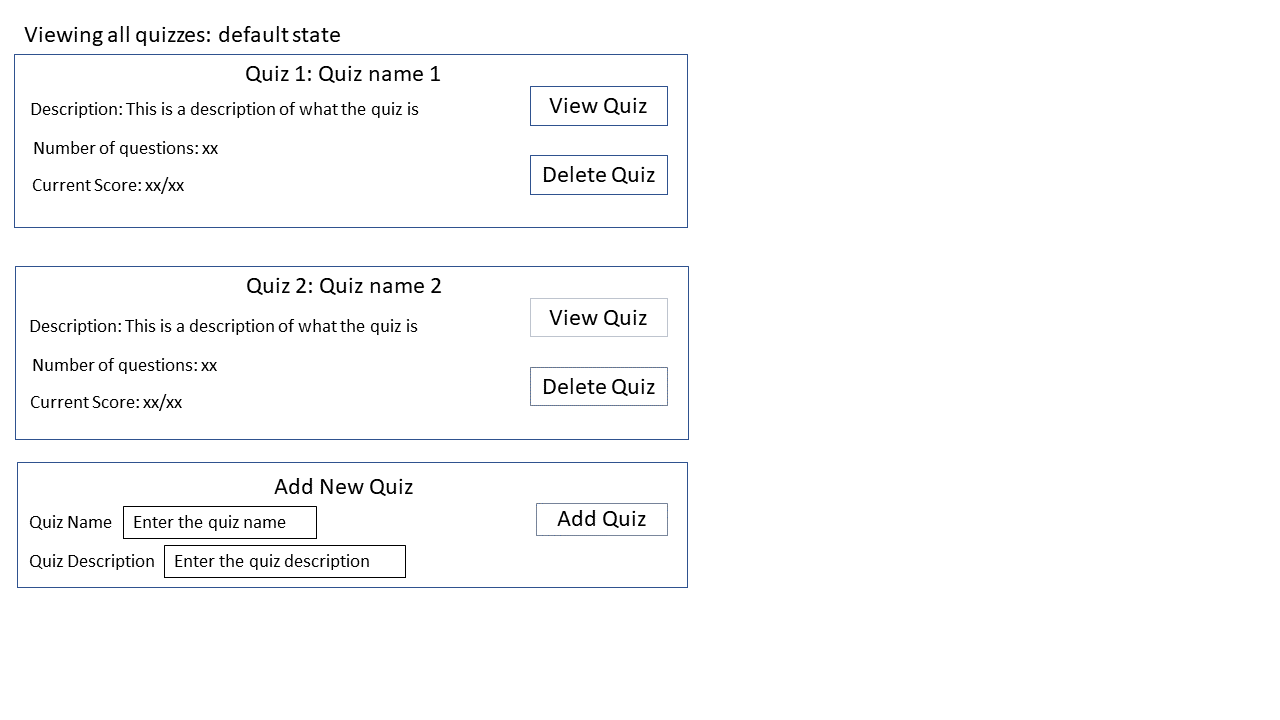 Viewing all quizzes: default state
Quiz 1: Quiz name 1
Description: This is a description of what the quiz is
View Quiz
Number of questions: xx
Delete Quiz
Current Score: xx/xx
Quiz 2: Quiz name 2
View Quiz
Description: This is a description of what the quiz is
Number of questions: xx
Delete Quiz
Current Score: xx/xx
Add New Quiz
Quiz Name Enter the quiz name
Add Quiz
Quiz Description Enter the quiz description